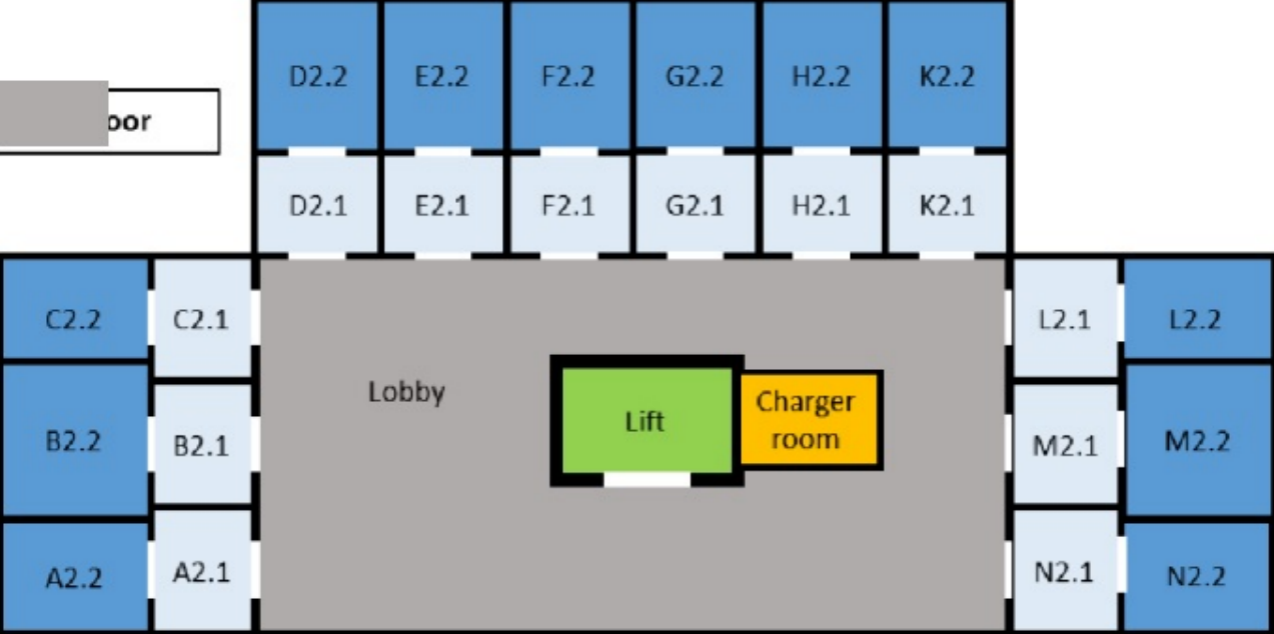 D2.2 E2.2 F2.2 G2.2 H2.2 K2.2
oor
D2.1 E2.1 F2.1 G2.1 H2.1 K2.1
C2.2 C2.1 L2.1 L2.2
Lobby
Lift
Charger
room
B2.2 B2.1 M2.1 M2.2
A2.2 A2.1 N2.1 N2.2